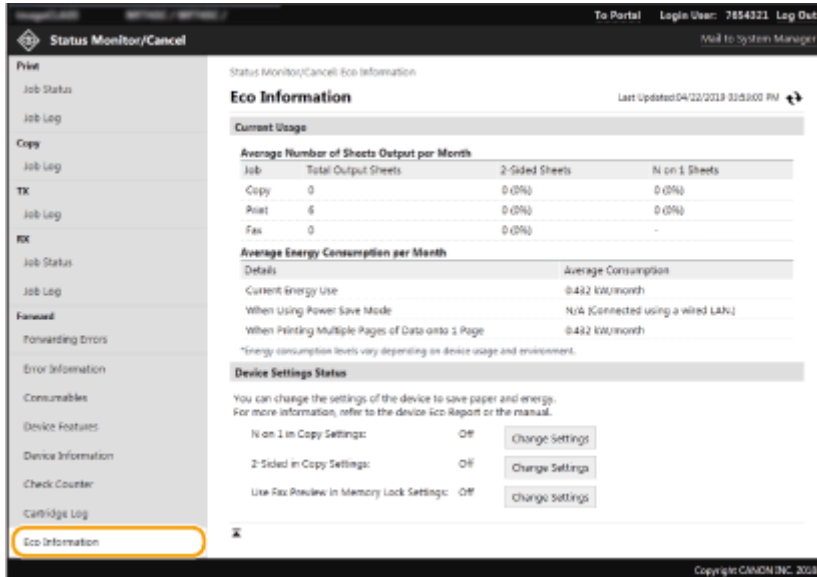 To Portal Login User: 7654321 Log Out
Status Monitor/Cancel
Mail to System Manager
Print
Job Status
Job Log
Copy
Job Log
TX
Job Log
RX
Job Status
Job Log
Forward
Forwarding Errors
Error Information
Consumables
Device Features
Device Information
Check Counter
Cartridge Log
Eco Information
Status Monitor/Cancel: Eco Information
Eco Information
Last Updated:04/22/2019 03:53:00 PM
Current Usage
Average Number of Sheets Output per Month
Job Total Output Sheets 2-Sided Sheets N on 1 Sheets
Copy 0 0 (0%) 0 (0%)
Print 6 0 (0%) 0 (0%)
Fax 0 0 (0%) -
Average Energy Consumption per Month
Details Average Consumption
Current Energy Use 0.432 kW/month
When Using Power Save Mode N/A (Connected using a wired LAN.)
When Printing Multiple Pages of Data onto 1 Page 0.432 kW/month
*Energy consumption levels vary depending on device usage and environment.
Device Settings Status
You can change the settings of the device to save paper and energy.
For more information, refer to the device Eco Report or the manual.
N on 1 in Copy Settings: Off Change Settings
2-Sided in Copy Settings: Off Change Settings
Use Fax Preview in Memory Lock Settings: Off Change Settings
Copyright CANON INC. 2018